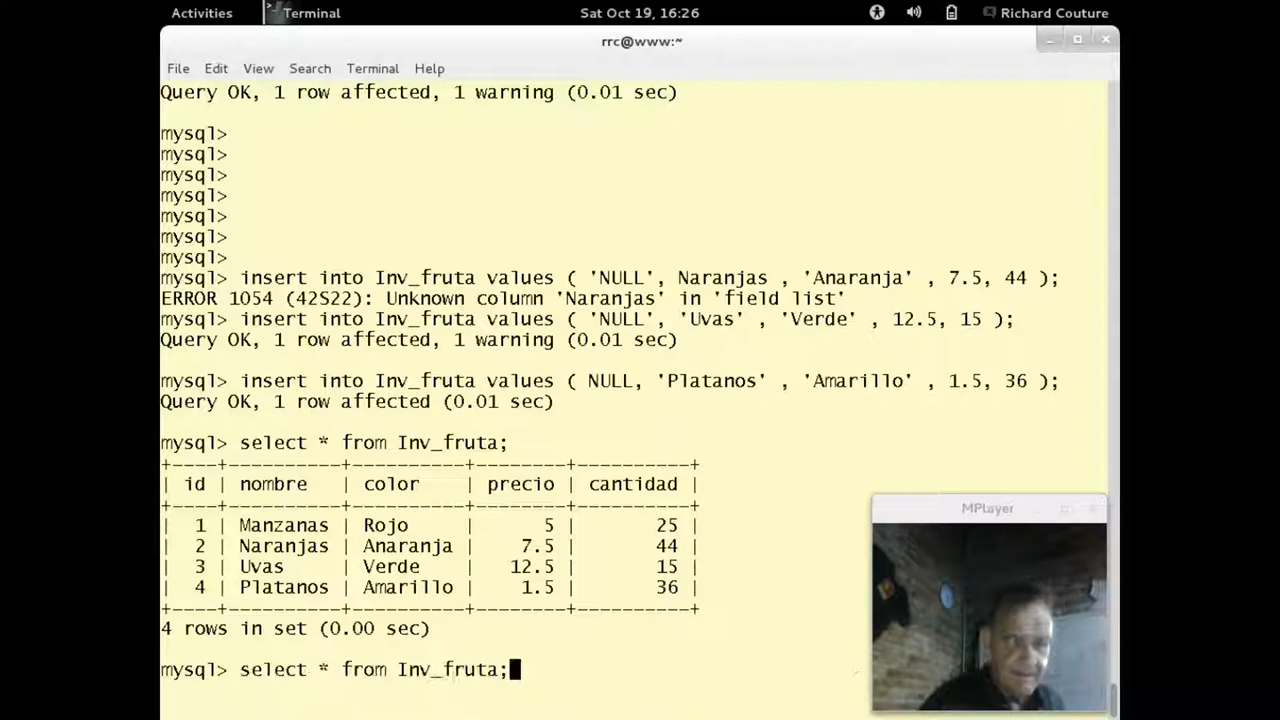 Activities Terminal Sat Oct 19, 16:26 Richard Couture
rrc@www:~
File Edit View Search Terminal Help
Query OK, 1 row affected, 1 warning (0.01 sec)
mysql>
mysql>
mysql>
mysql>
mysql>
mysql>
mysql>
mysql> insert into Inv_fruta values ( 'NULL', Naranjas , 'Anaranja' , 7.5, 44 );
ERROR 1054 (42S22): Unknown column 'Naranjas' in 'field list'
mysql> insert into Inv_fruta values ( 'NULL', 'Uvas' , 'Verde' , 12.5, 15 );
Query OK, 1 row affected, 1 warning (0.01 sec)
mysql> insert into Inv_fruta values ( NULL, 'Platanos' , 'Amarillo' , 1.5, 36 );
Query OK, 1 row affected (0.01 sec)
mysql> select * from Inv_fruta;
+----+----------+----------+--------+----------+
| id | nombre | color | precio | cantidad |
+----+----------+----------+--------+----------+
| 1 | Manzanas | Rojo | 5 | 25 |
| 2 | Naranjas | Anaranja | 7.5 | 44 |
| 3 | Uvas | Verde | 12.5 | 15 |
| 4 | Platanos | Amarillo | 1.5 | 36 |
+----+----------+----------+--------+----------+
4 rows in set (0.00 sec)
mysql> select * from Inv_fruta;
MPlayer